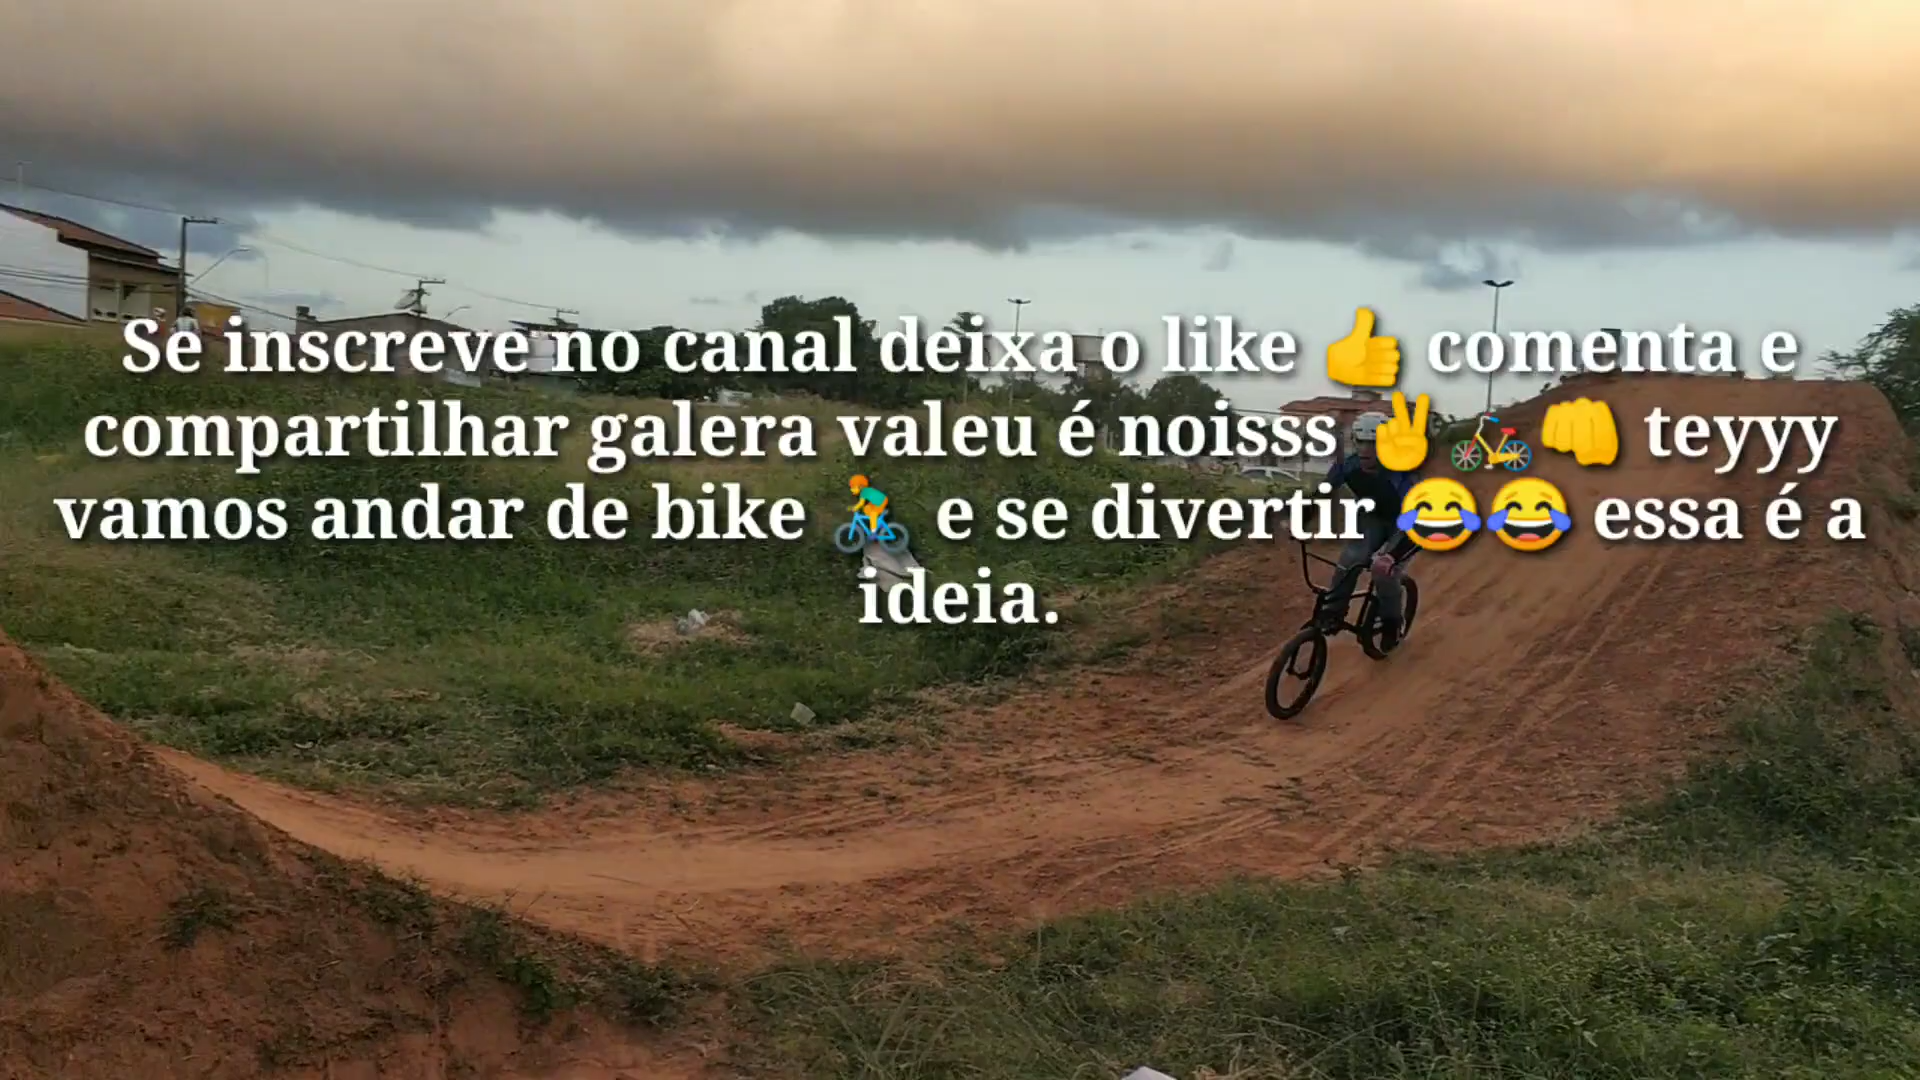 Se inscreve no canal deixa o like 👍 comenta e
compartilhar galera valeu é noisss ✌🚲👊 teyyy
vamos andar de bike 🚴 e se divertir 😂😂 essa é a
ideia.